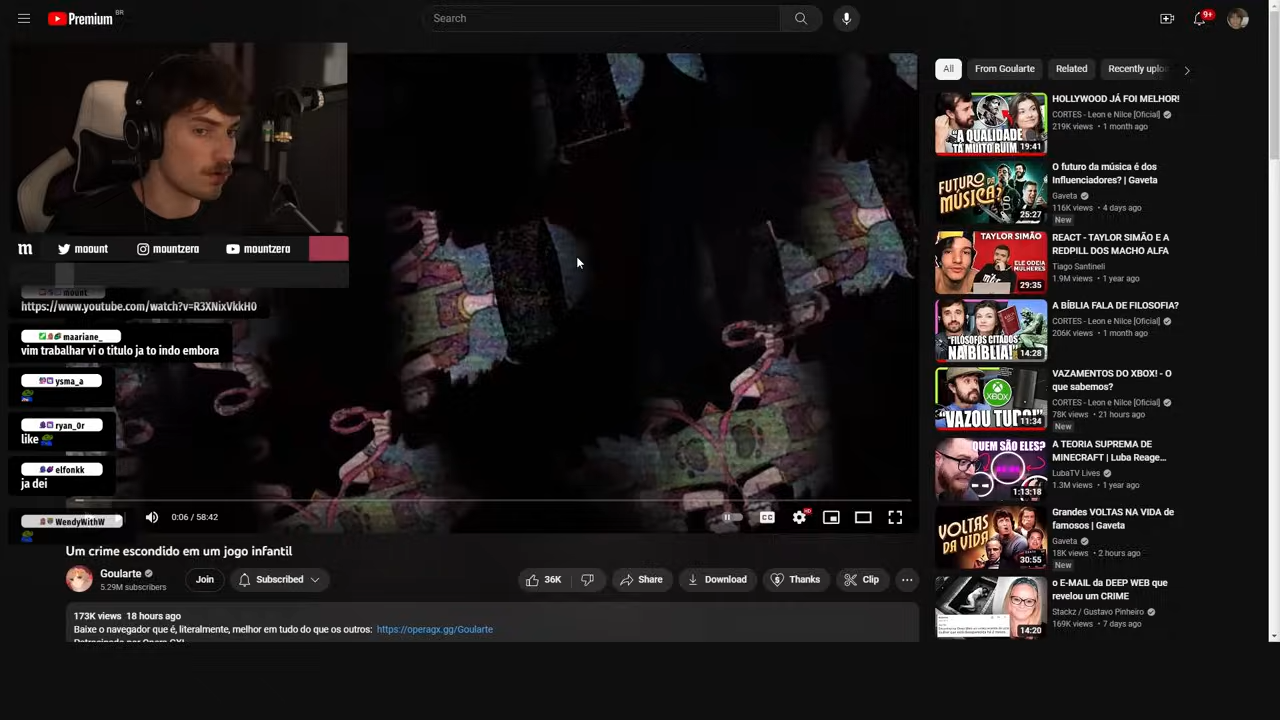 Premium
BR
Search
9+
m
moount
mountzera
mountzera
mount
https://www.youtube.com/watch?v=R3XNixVkkH0
maariane_
vim trabalhar vi o titulo ja to indo embora
ysma_a
ryan_0r
like
elfonkk
ja dei
WendyWithW
0:06 / 58:42
CC
HD
Um crime escondido em um jogo infantil
Goularte
5.29M subscribers
Join
Subscribed
36K
Share
Download
Thanks
Clip
173K views 18 hours ago
Baixe o navegador que é, literalmente, melhor em tudo do que os outros: https://operagx.gg/Goularte
All
From Goularte
Related
Recently uplo
"A QUALIDADE
TÁ MUITO RUIM
19:41
HOLLYWOOD JÁ FOI MELHOR!
CORTES - Leon e Nilce [Oficial]
219K views • 1 month ago
FUTURO DA
MÚSICA?
25:27
O futuro da música é dos
Influenciadores? | Gaveta
Gaveta
116K views • 4 days ago
New
TAYLOR SIMÃO
ELE ODEIA
MULHERES
29:35
REACT - TAYLOR SIMÃO E A
REDPILL DOS MACHO ALFA
Tiago Santineli
1.9M views • 1 year ago
"FILÓSOFOS CITADOS
NA BÍBLIA!"
14:28
A BÍBLIA FALA DE FILOSOFIA?
CORTES - Leon e Nilce [Oficial]
206K views • 1 month ago
XBOX
"VAZOU TUDO"
11:34
VAZAMENTOS DO XBOX! - O
que sabemos?
CORTES - Leon e Nilce [Oficial]
78K views • 21 hours ago
New
QUEM SÃO ELES?
1:13:18
A TEORIA SUPREMA DE
MINECRAFT | Luba Reage...
LubaTV Lives
1.3M views • 1 year ago
VOLTAS
DA VIDA
30:55
Grandes VOLTAS NA VIDA de
famosos | Gaveta
Gaveta
18K views • 2 hours ago
New
14:20
o E-MAIL da DEEP WEB que
revelou um CRIME
Stackz / Gustavo Pinheiro
169K views • 7 days ago